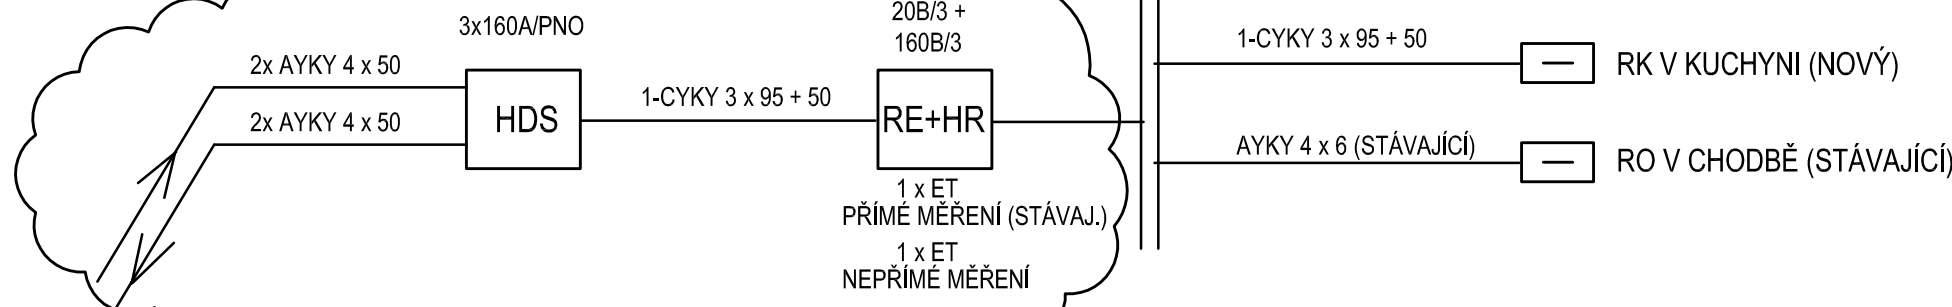 3x160A/PNO
20B/3 +
160B/3
2x AYKY 4 x 50
2x AYKY 4 x 50
HDS
1-CYKY 3 x 95 + 50
RE+HR
1 x ET
PŘÍMÉ MĚŘENÍ (STÁVAJ.)
1 x ET
NEPŘÍMÉ MĚŘENÍ
1-CYKY 3 x 95 + 50
RK V KUCHYNI (NOVÝ)
AYKY 4 x 6 (STÁVAJÍCÍ)
RO V CHODBĚ (STÁVAJÍCÍ)